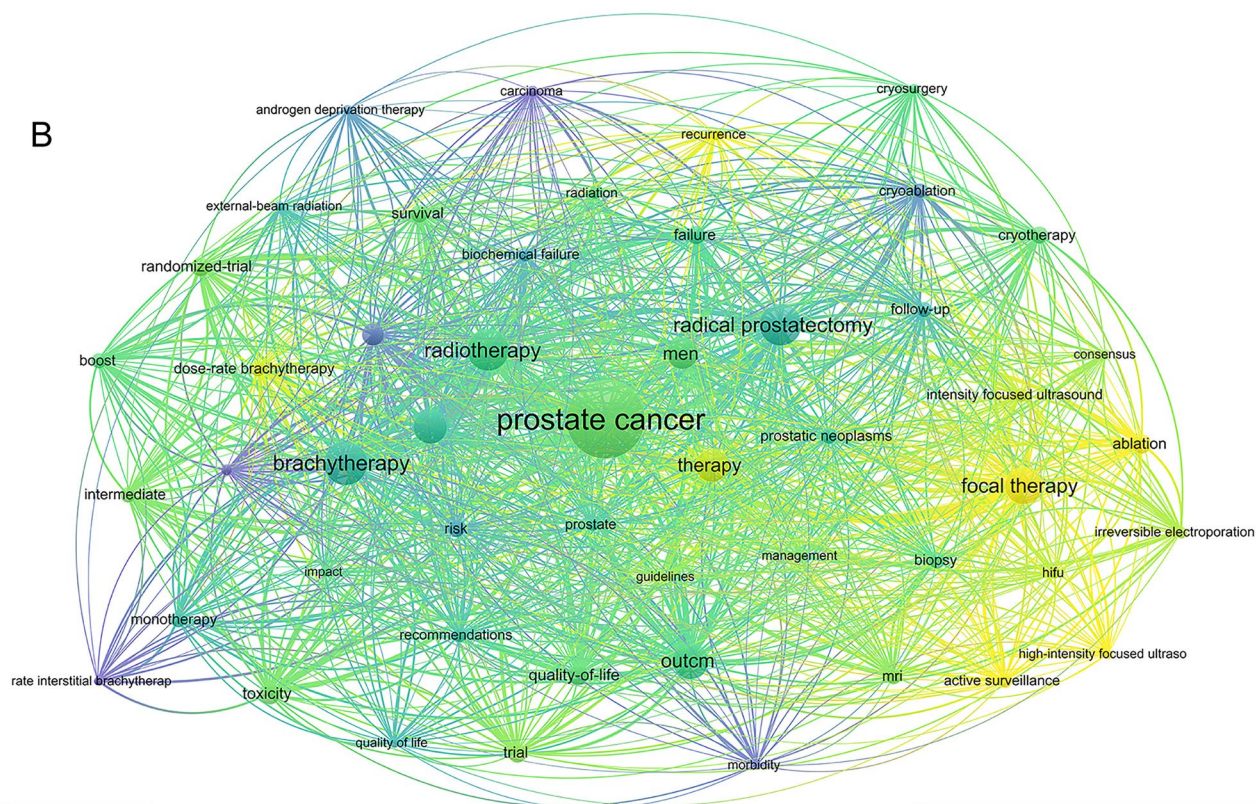 B
carcinoma
cryosurgery
androgen deprivation therapy
recurrence
radiation
cryoablation
external-beam radiation
survival
failure
cryotherapy
biochemical failure
randomized-trial
follow-up
radical prostatectomy
radiotherapy
men
consensus
boost
dose-rate brachytherapy
intensity focused ultrasound
prostate cancer
prostatic neoplasms
ablation
brachytherapy
therapy
focal therapy
intermediate
risk
prostate
irreversible electroporation
management
biopsy
impact
guidelines
hifu
monotherapy
recommendations
high-intensity focused ultraso
outcm
quality-of-life
mri
active surveillance
rate interstitial brachytherap
toxicity
quality of life
trial
morbidity